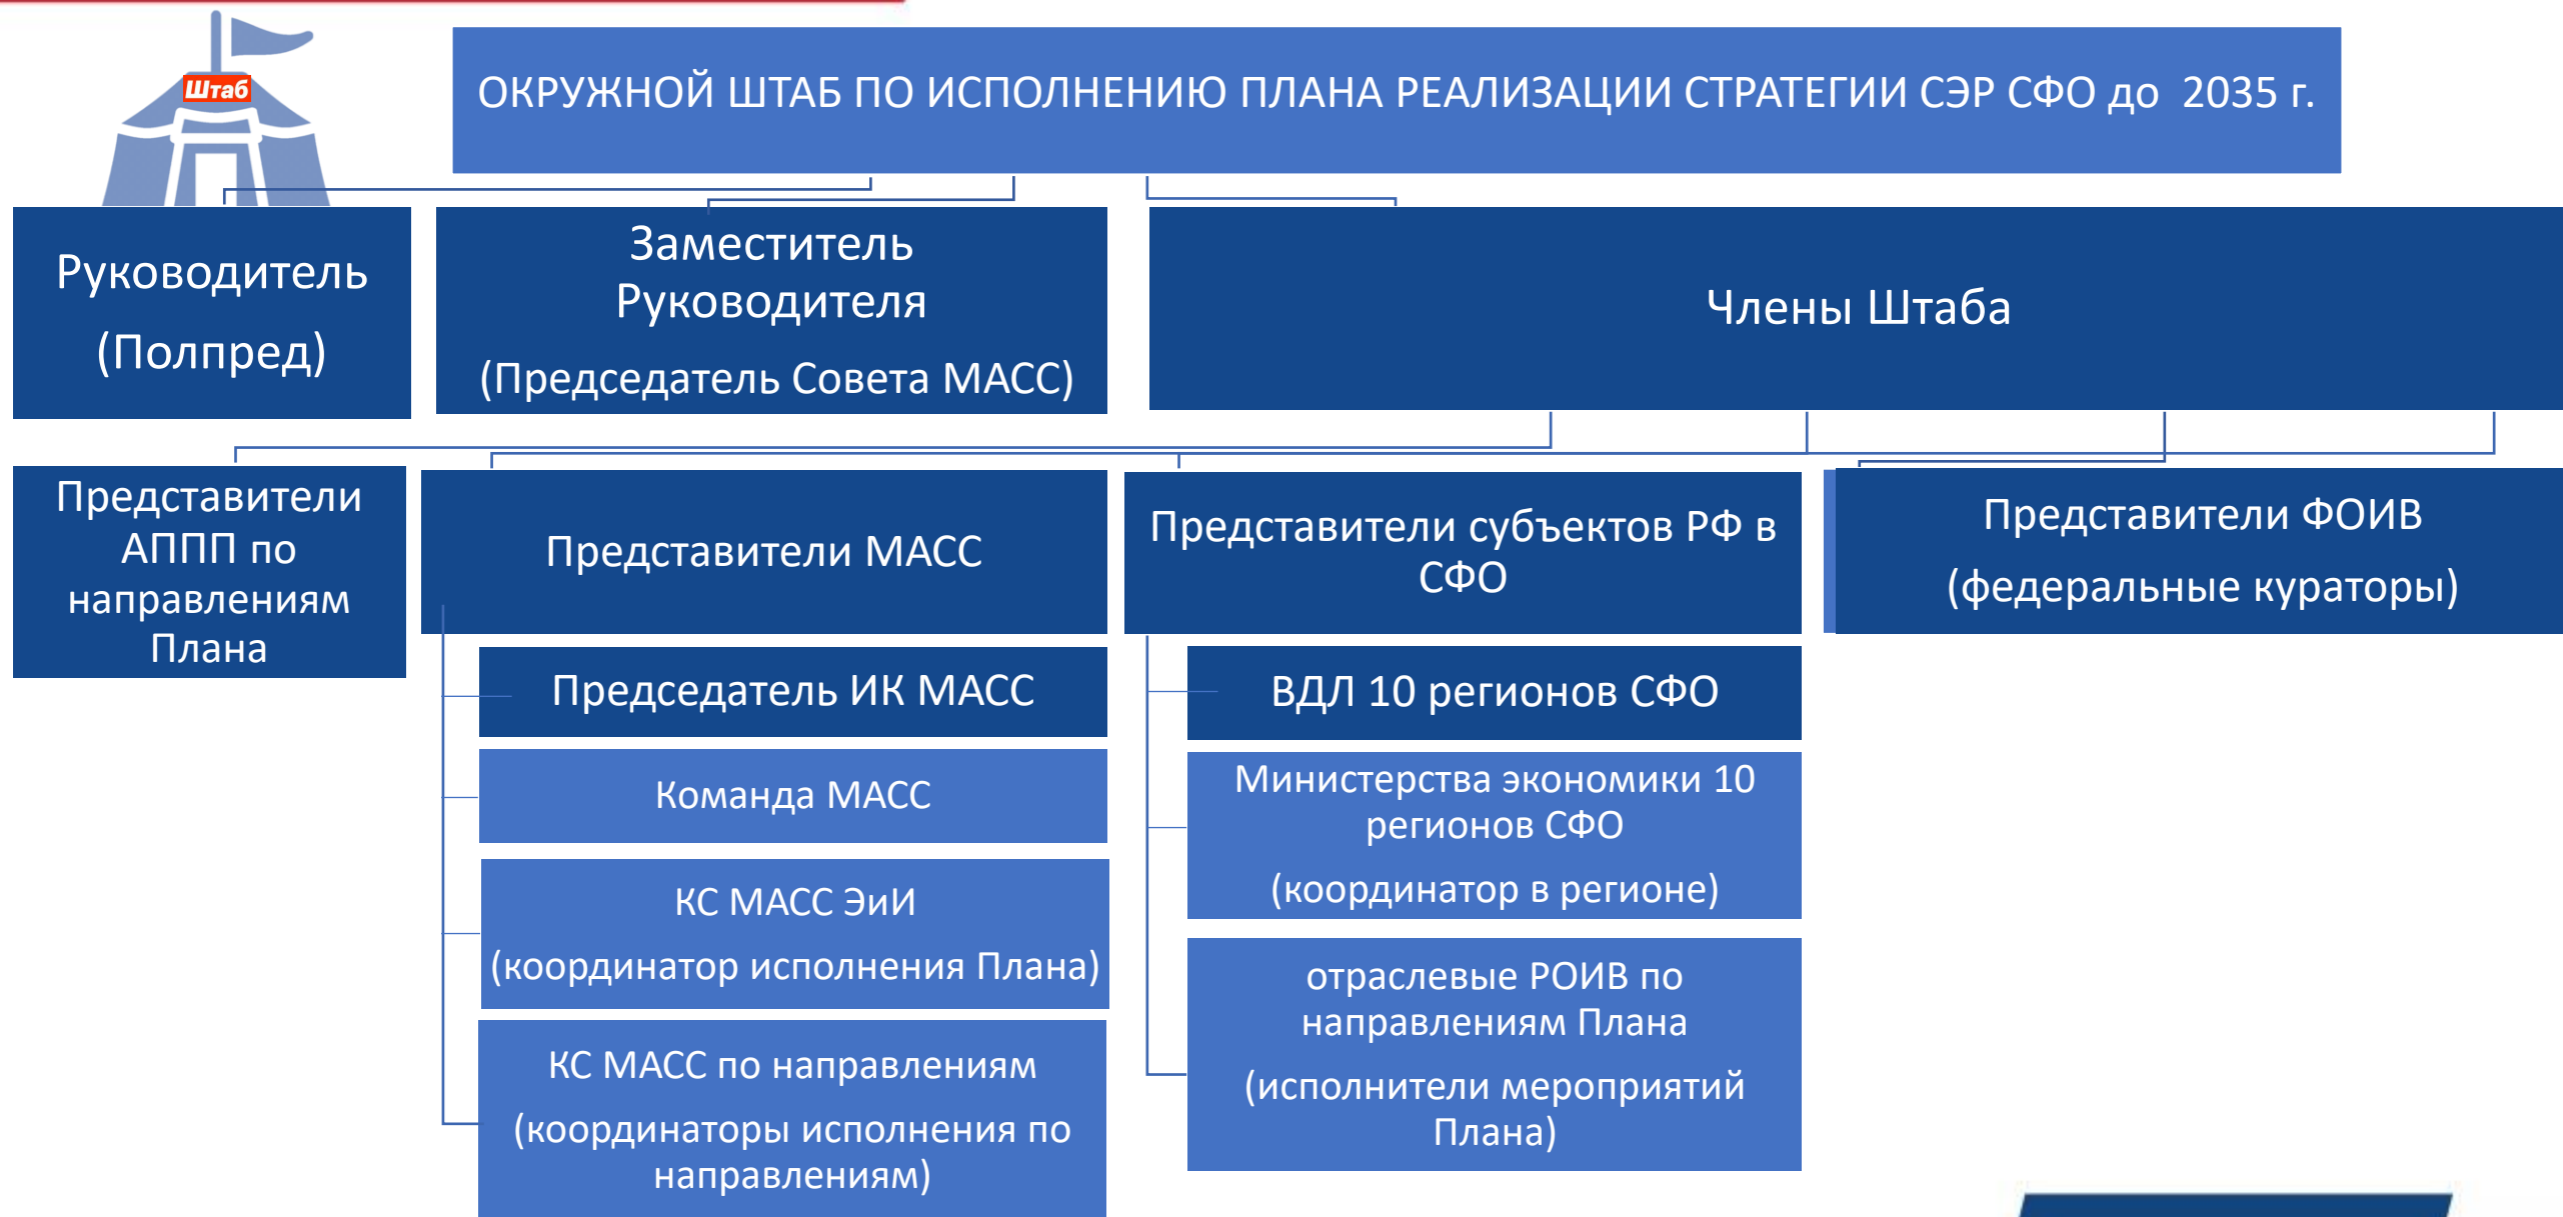 Штаб
ОКРУЖНОЙ ШТАБ ПО ИСПОЛНЕНИЮ ПЛАНА РЕАЛИЗАЦИИ СТРАТЕГИИ СЭР СФО до 2035 г.
Руководитель
(Полпред)
Заместитель
Руководителя
(Председатель Совета МАСС)
Члены Штаба
Представители
АППП по
направлениям
Плана
Представители МАСС
Председатель ИК МАСС
Команда МАСС
КС МАСС ЭиИ
(координатор исполнения Плана)
КС МАСС по направлениям
(координаторы исполнения по
направлениям)
Представители субъектов РФ в
СФО
ВДЛ 10 регионов СФО
Министерства экономики 10
регионов СФО
(координатор в регионе)
отраслевые РОИВ по
направлениям Плана
(исполнители мероприятий
Плана)
Представители ФОИВ
(федеральные кураторы)